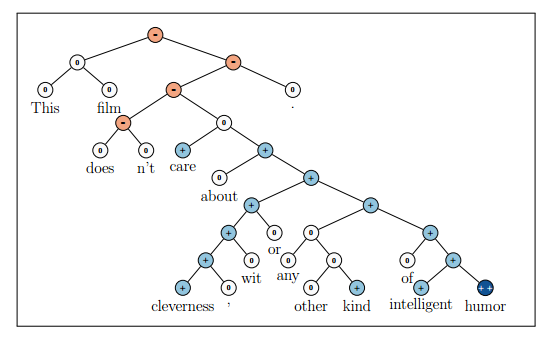 -
0 -
0 - 0
This film .
- 0
0 0 + +
does n't care
0 +
about
+ +
+ 0 0 +
or
+ 0 0 0 0 +
wit any of
+ 0 0 + + ++
cleverness , other kind intelligent humor